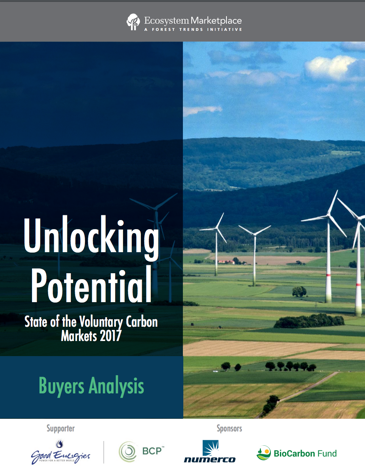 Ecosystem Marketplace
A FOREST TRENDS INITIATIVE
Unlocking
Potential
State of the Voluntary Carbon
Markets 2017
Buyers Analysis
Supporter
Sponsors
Good Energies
BCP
numerco
BioCarbon Fund